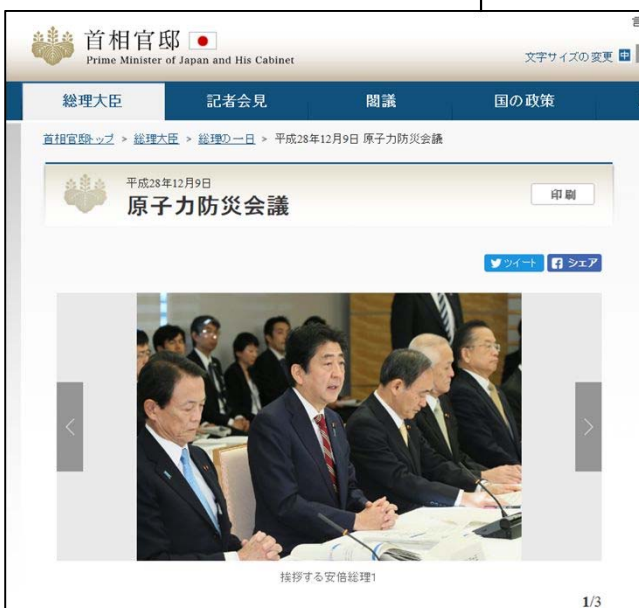 首相官邸
Prime Minister of Japan and His Cabinet
文字サイズの変更 中
総理大臣 記者会見 閣議 国の政策
首相官邸トップ > 総理大臣 > 総理の一日 > 平成28年12月9日 原子力防災会議
平成28年12月9日
原子力防災会議
印刷
ツイート シェア
挨拶する安倍総理1
1/3